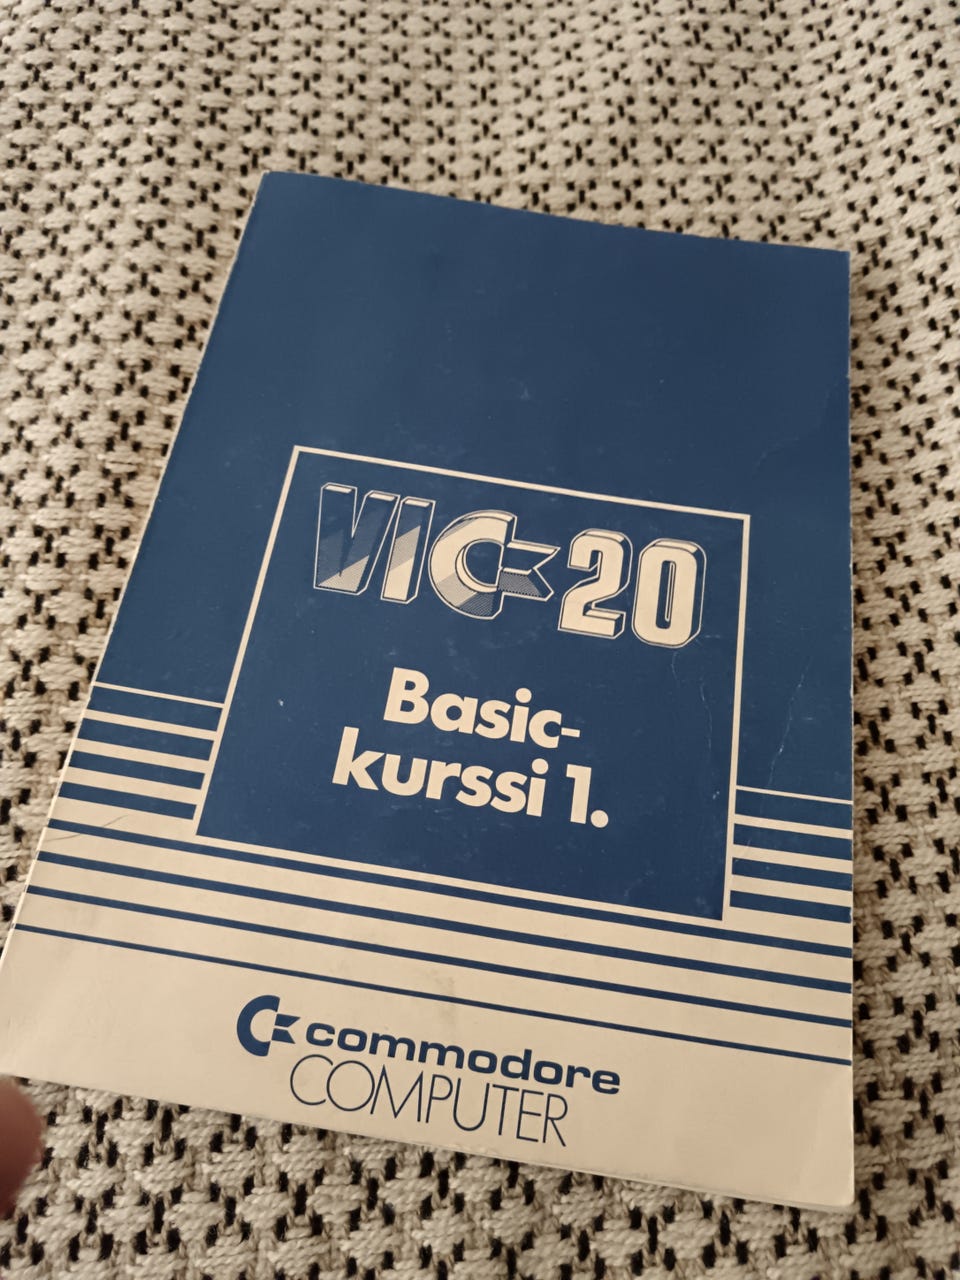 VIC-20
Basic-
kurssi 1.
commodore
COMPUTER